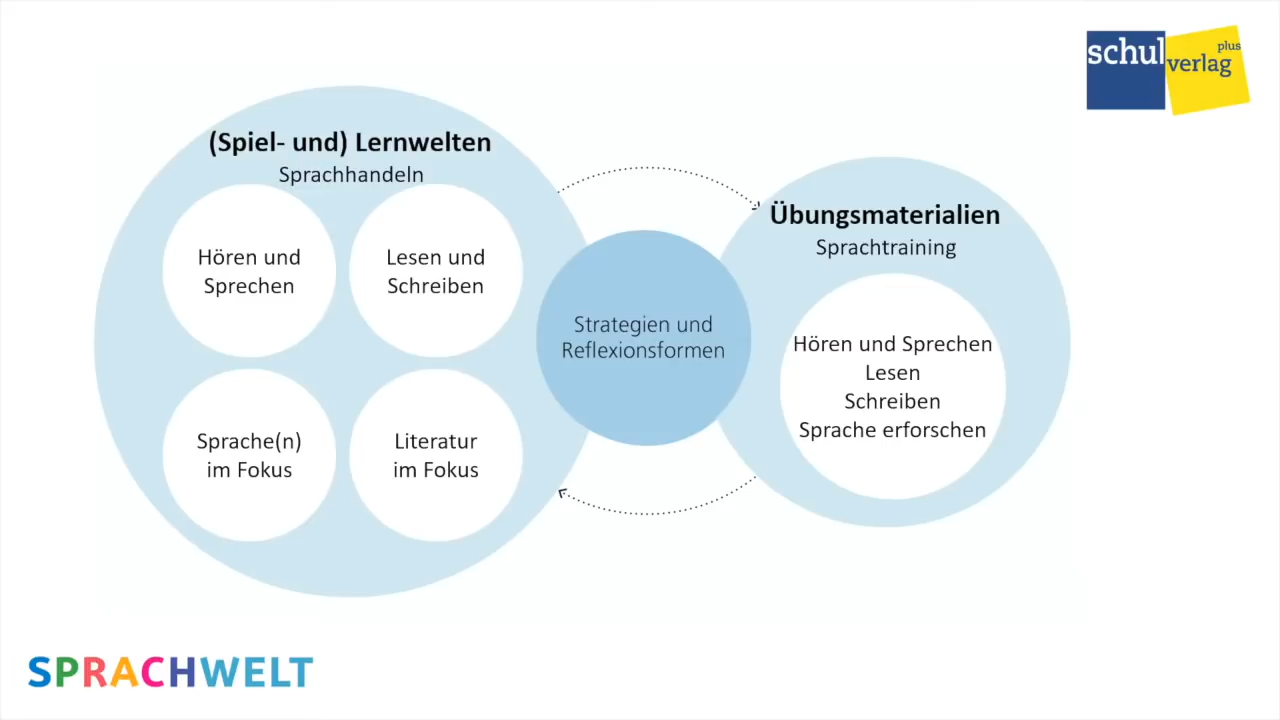 schul
verlag
plus
(Spiel- und) Lernwelten
Sprachhandeln
Hören und
Sprechen
Lesen und
Schreiben
Sprache(n)
im Fokus
Literatur
im Fokus
Strategien und
Reflexionsformen
Übungsmaterialien
Sprachtraining
Hören und Sprechen
Lesen
Schreiben
Sprache erforschen
SPRACHWELT